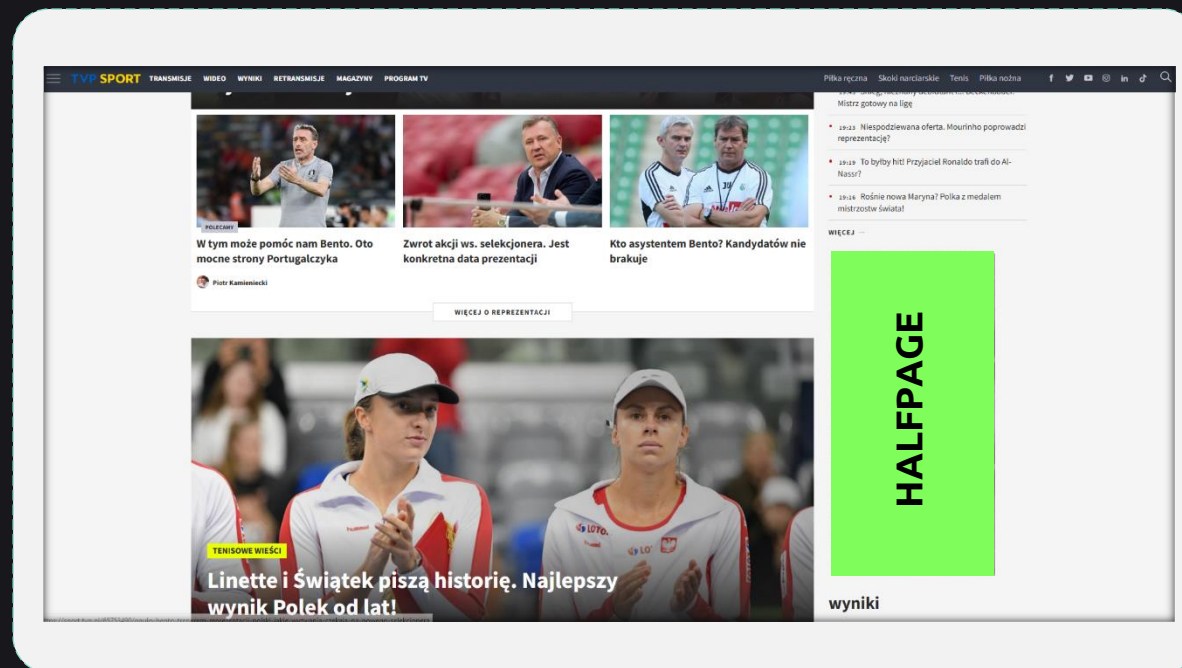 TVP SPORT TRANSMISJE WIDEO WYNIKI RETRANSMISJE MAGAZYNY PROGRAM TV Piłka ręczna Skoki narciarskie Tenis Piłka nożna
Mistrz gotowy na ligę
19:23 Niespodziewana oferta. Mourinho poprowadzi
reprezentację?
19:19 To byłby hit! Przyjaciel Ronaldo trafi do Al-
Nassr?
19:16 Rośnie nowa Maryna? Polka z medalem
mistrzostw świata!
WIĘCEJ
POLECAMY
W tym może pomóc nam Bento. Oto
mocne strony Portugalczyka
Piotr Kamieniecki
Zwrot akcji ws. selekcjonera. Jest
konkretna data prezentacji
Kto asystentem Bento? Kandydatów nie
brakuje
WIĘCEJ O REPREZENTACJI
HALFPAGE
LOTO.
TENISOWE WIEŚCI
Linette i Świątek piszą historię. Najlepszy
wynik Polek od lat!
wyniki